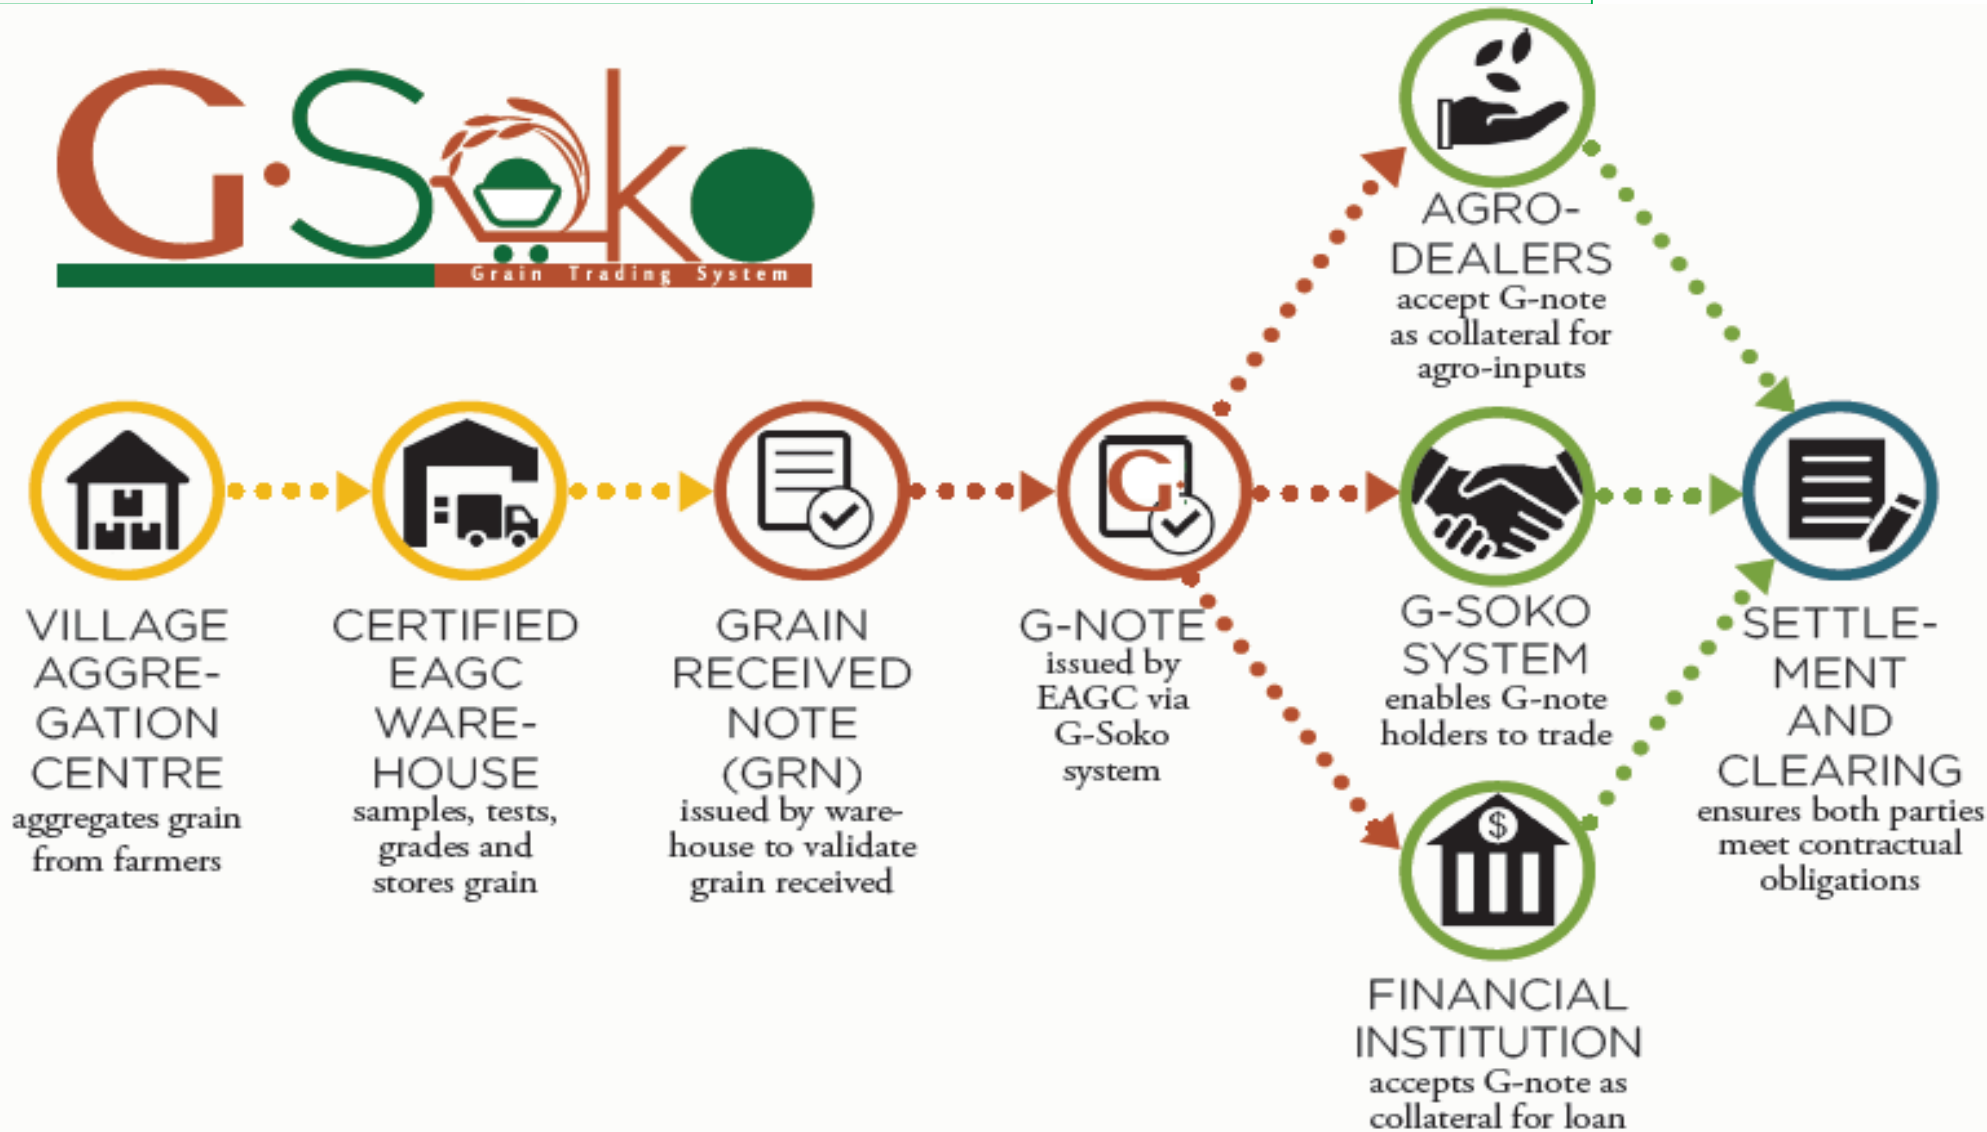 G·Soko
Grain Trading System
VILLAGE
AGGRE-
GATION
CENTRE
aggregates grain
from farmers
CERTIFIED
EAGC
WARE-
HOUSE
samples, tests,
grades and
stores grain
GRAIN
RECEIVED
NOTE
(GRN)
issued by ware-
house to validate
grain received
G
G-NOTE
issued by
EAGC via
G-Soko
system
AGRO-
DEALERS
accept G-note
as collateral for
agro-inputs
G-SOKO
SYSTEM
enables G-note
holders to trade
$
FINANCIAL
INSTITUTION
accepts G-note as
collateral for loan
SETTLE-
MENT
AND
CLEARING
ensures both parties
meet contractual
obligations